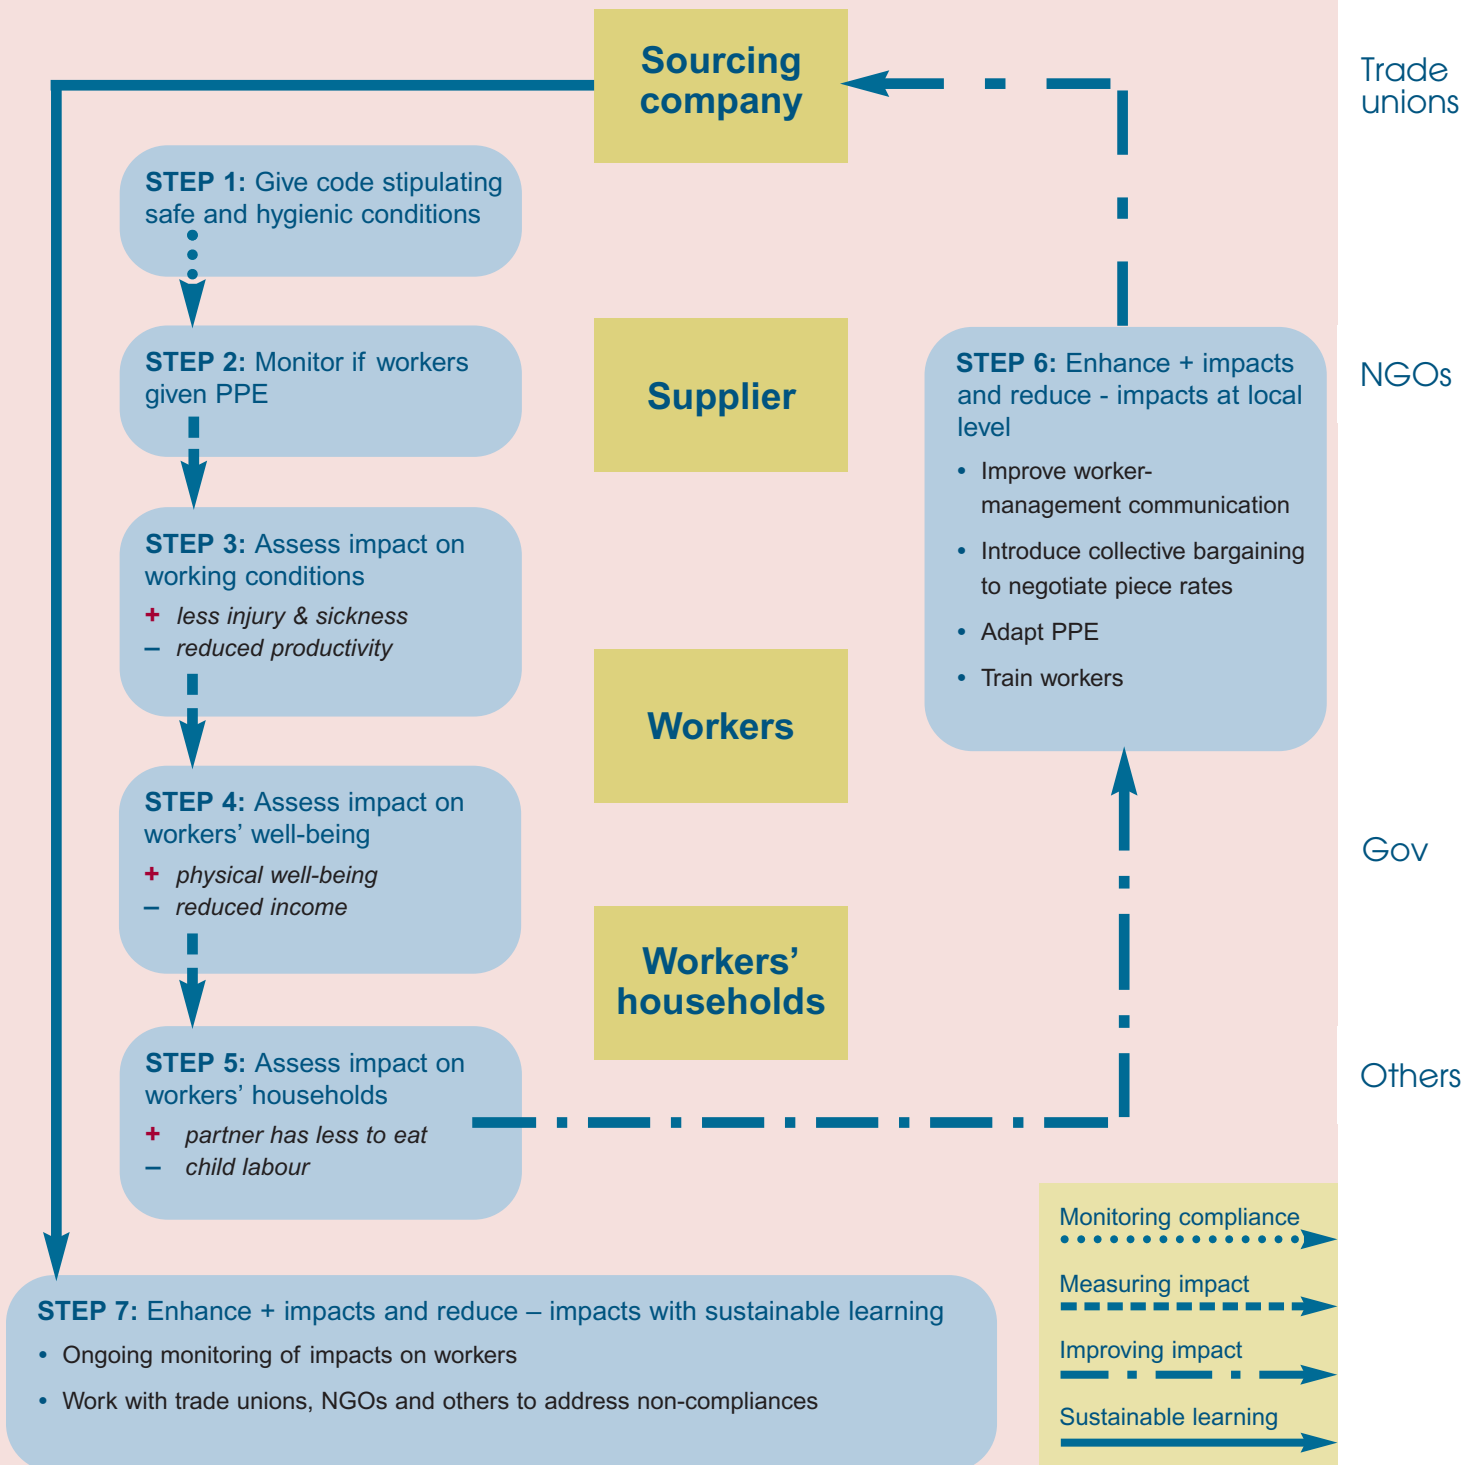 Sourcing
company
Trade
unions
STEP 1: Give code stipulating
safe and hygienic conditions
STEP 2: Monitor if workers
given PPE
Supplier
STEP 6: Enhance + impacts
and reduce - impacts at local
level
• Improve worker-
management communication
• Introduce collective bargaining
to negotiate piece rates
• Adapt PPE
• Train workers
NGOs
STEP 3: Assess impact on
working conditions
+ less injury & sickness
– reduced productivity
Workers
STEP 4: Assess impact on
workers’ well-being
+ physical well-being
– reduced income
Gov
Workers’
households
STEP 5: Assess impact on
workers’ households
+ partner has less to eat
– child labour
Others
Monitoring compliance
Measuring impact
Improving impact
Sustainable learning
STEP 7: Enhance + impacts and reduce – impacts with sustainable learning
• Ongoing monitoring of impacts on workers
• Work with trade unions, NGOs and others to address non-compliances